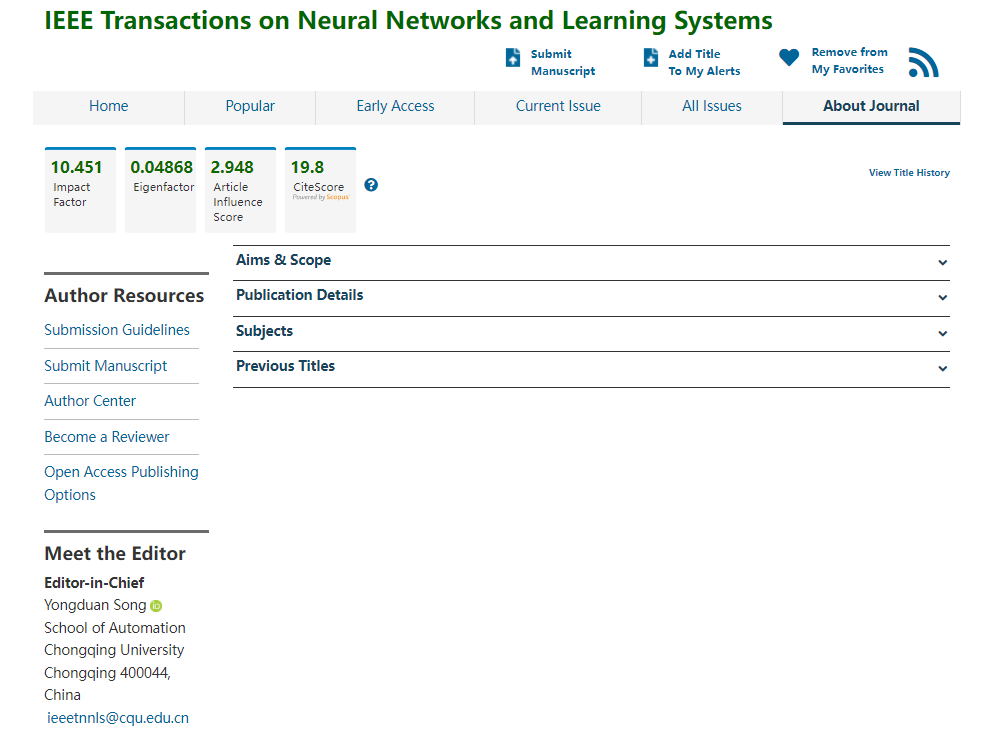 IEEE Transactions on Neural Networks and Learning Systems
Submit
Manuscript
Add Title
To My Alerts
Remove from
My Favorites
Home
Popular
Early Access
Current Issue
All Issues
About Journal
10.451
Impact
Factor
0.04868
Eigenfactor
2.948
Article
Influence
Score
19.8
CiteScore
Powered by Scopus
?
View Title History
Aims & Scope
Publication Details
Subjects
Previous Titles
Author Resources
Submission Guidelines
Submit Manuscript
Author Center
Become a Reviewer
Open Access Publishing
Options
Meet the Editor
Editor-in-Chief
Yongduan Song iD
School of Automation
Chongqing University
Chongqing 400044,
China
ieeetnnls@cqu.edu.cn